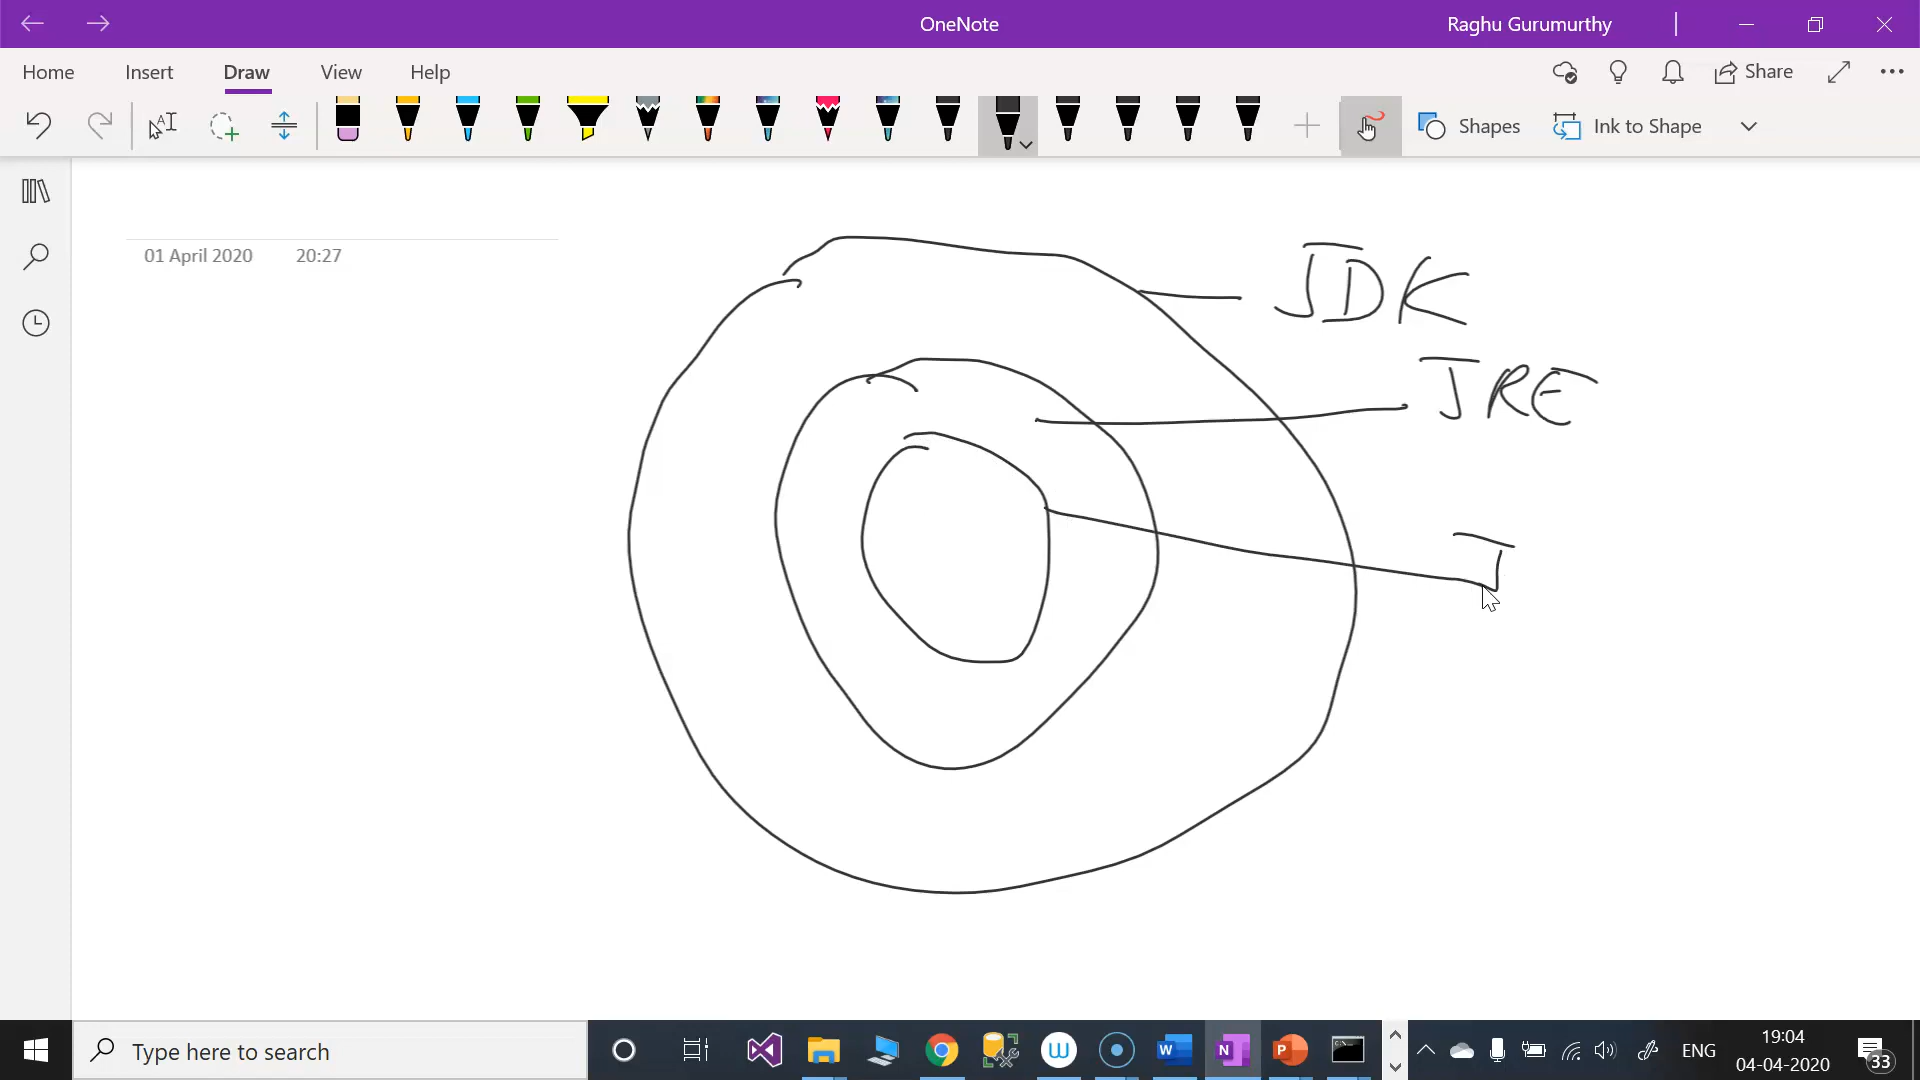 OneNote
Raghu Gurumurthy
Home Insert Draw View Help
Share
Shapes
Ink to Shape
01 April 2020 20:27
JDK
JRE
J
Type here to search
ENG
19:04
04-04-2020
33